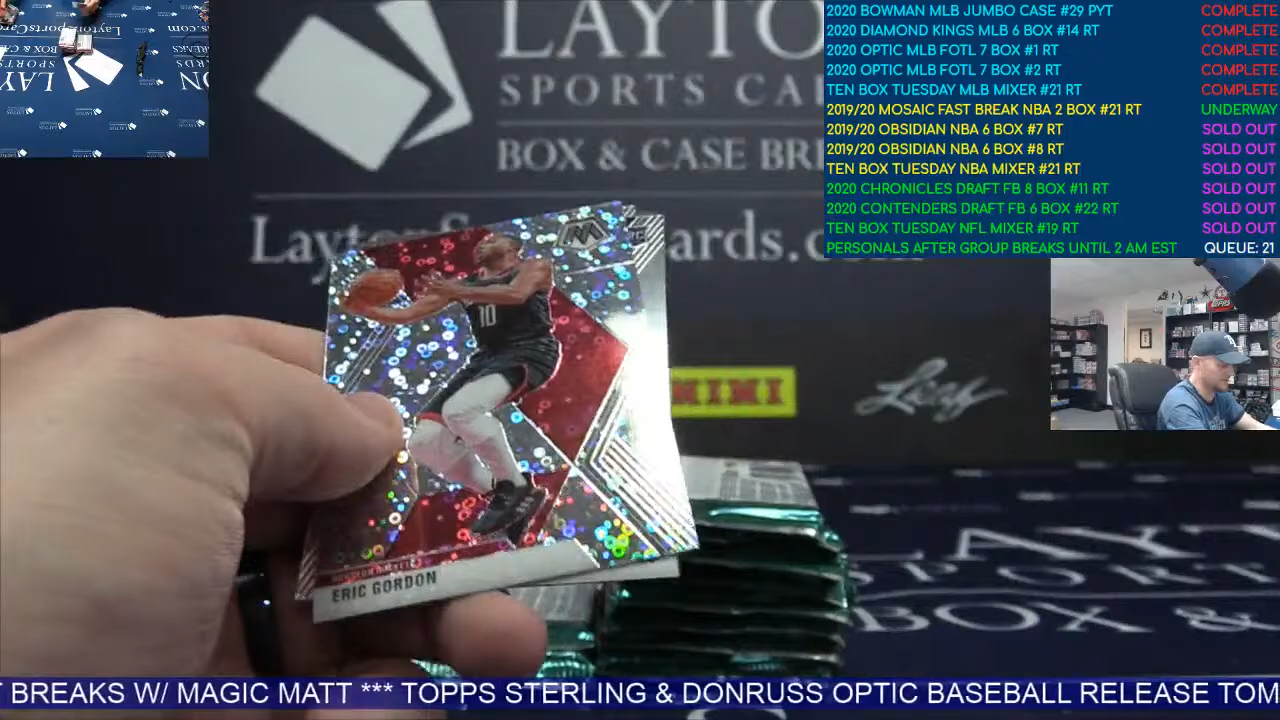 2020 BOWMAN MLB JUMBO CASE #29 PYT COMPLETE
2020 DIAMOND KINGS MLB 6 BOX #14 RT COMPLETE
2020 OPTIC MLB FOTL 7 BOX #1 RT COMPLETE
2020 OPTIC MLB FOTL 7 BOX #2 RT COMPLETE
TEN BOX TUESDAY MLB MIXER #21 RT COMPLETE
2019/20 MOSAIC FAST BREAK NBA 2 BOX #21 RT UNDERWAY
2019/20 OBSIDIAN NBA 6 BOX #7 RT SOLD OUT
2019/20 OBSIDIAN NBA 6 BOX #8 RT SOLD OUT
TEN BOX TUESDAY NBA MIXER #21 RT SOLD OUT
2020 CHRONICLES DRAFT FB 8 BOX #11 RT SOLD OUT
2020 CONTENDERS DRAFT FB 6 BOX #22 RT SOLD OUT
TEN BOX TUESDAY NFL MIXER #19 RT SOLD OUT
PERSONALS AFTER GROUP BREAKS UNTIL 2 AM EST QUEUE: 21
LAYTO
SPORTS CA
BOX & CASE BRE
Layton
ards.com
10
ERIC GORDON
Leaf
LAYT
SPORT
BOX &
T BREAKS W/ MAGIC MATT *** TOPPS STERLING & DONRUSS OPTIC BASEBALL RELEASE TOM